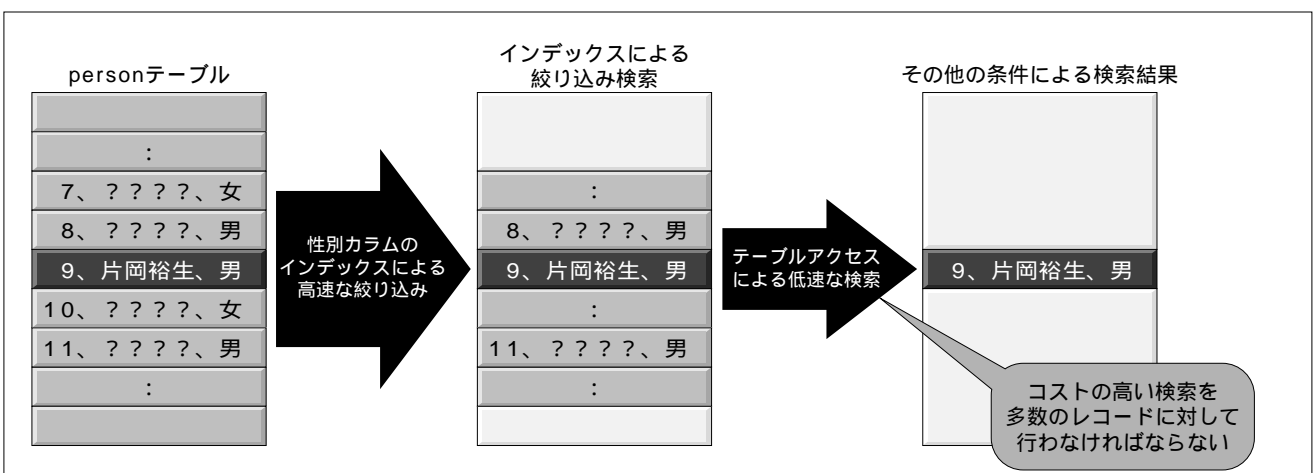 personテーブル
:
7、????、女
8、????、男
9、片岡裕生、男
10、????、女
11、????、男
:
性別カラムの
インデックスによる
高速な絞り込み
インデックスによる
絞り込み検索
:
8、????、男
9、片岡裕生、男
:
11、????、男
:
テーブルアクセス
による低速な検索
その他の条件による検索結果
9、片岡裕生、男
コストの高い検索を
多数のレコードに対して
行わなければならない